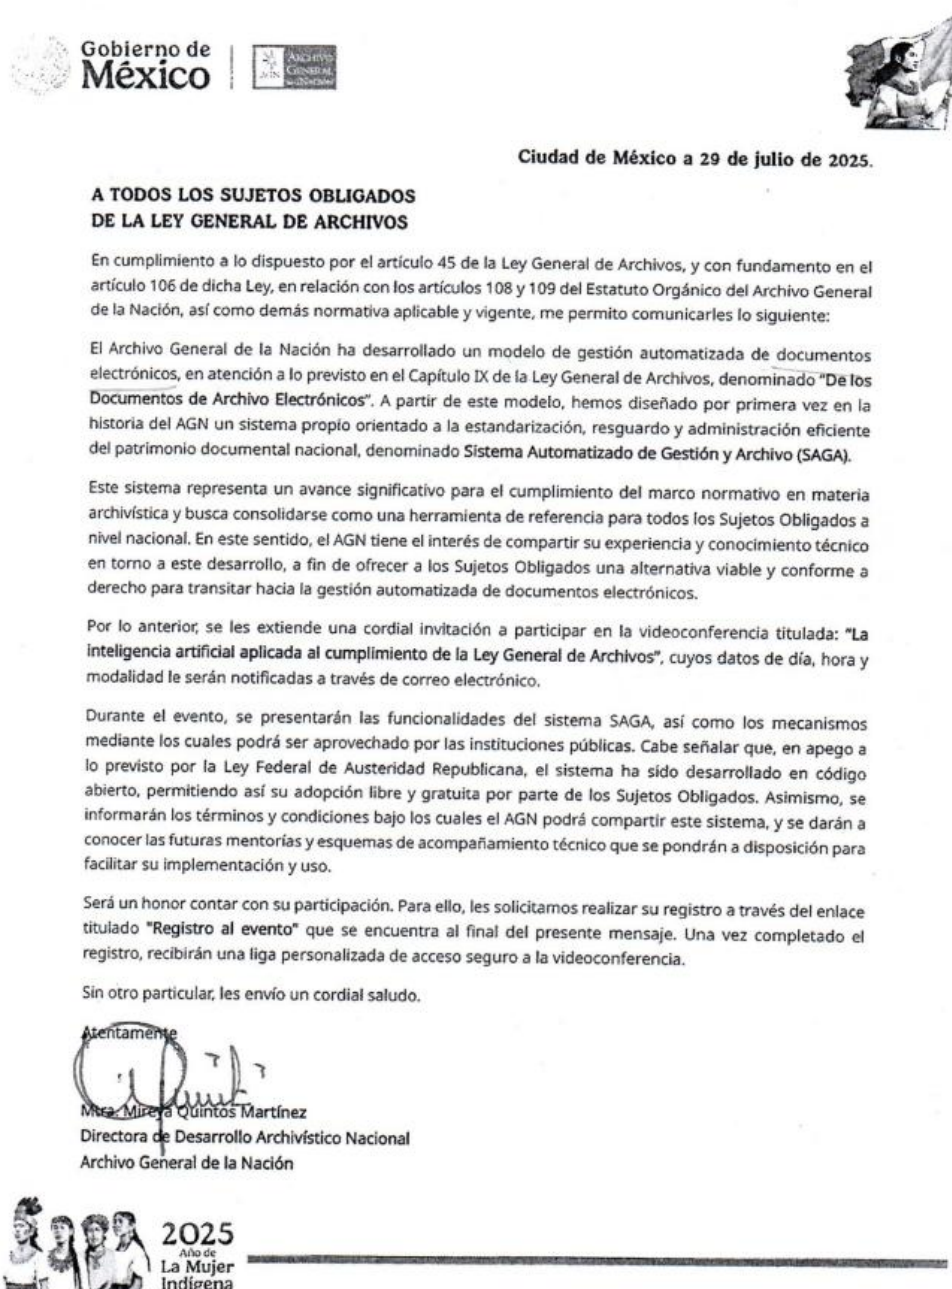 Gobierno de
México
ARCHIVO
GENERAL
AGN
Ciudad de México a 29 de julio de 2025.
A TODOS LOS SUJETOS OBLIGADOS
DE LA LEY GENERAL DE ARCHIVOS
En cumplimiento a lo dispuesto por el artículo 45 de la Ley General de Archivos, y con fundamento en el
artículo 106 de dicha Ley, en relación con los artículos 108 y 109 del Estatuto Orgánico del Archivo General
de la Nación, así como demás normativa aplicable y vigente, me permito comunicarles lo siguiente:
El Archivo General de la Nación ha desarrollado un modelo de gestión automatizada de documentos
electrónicos, en atención a lo previsto en el Capítulo IX de la Ley General de Archivos, denominado "De los
Documentos de Archivo Electrónicos". A partir de este modelo, hemos diseñado por primera vez en la
historia del AGN un sistema propio orientado a la estandarización, resguardo y administración eficiente
del patrimonio documental nacional, denominado Sistema Automatizado de Gestión y Archivo (SAGA).
Este sistema representa un avance significativo para el cumplimiento del marco normativo en materia
archivística y busca consolidarse como una herramienta de referencia para todos los Sujetos Obligados a
nivel nacional. En este sentido, el AGN tiene el interés de compartir su experiencia y conocimiento técnico
en torno a este desarrollo, a fin de ofrecer a los Sujetos Obligados una alternativa viable y conforme a
derecho para transitar hacia la gestión automatizada de documentos electrónicos.
Por lo anterior, se les extiende una cordial invitación a participar en la videoconferencia titulada: "La
inteligencia artificial aplicada al cumplimiento de la Ley General de Archivos", cuyos datos de día, hora y
modalidad le serán notificadas a través de correo electrónico.
Durante el evento, se presentarán las funcionalidades del sistema SAGA, así como los mecanismos
mediante los cuales podrá ser aprovechado por las instituciones públicas. Cabe señalar que, en apego a
lo previsto por la Ley Federal de Austeridad Republicana, el sistema ha sido desarrollado en código
abierto, permitiendo así su adopción libre y gratuita por parte de los Sujetos Obligados. Asimismo, se
informarán los términos y condiciones bajo los cuales el AGN podrá compartir este sistema, y se darán a
conocer las futuras mentorías y esquemas de acompañamiento técnico que se pondrán a disposición para
facilitar su implementación y uso.
Será un honor contar con su participación. Para ello, les solicitamos realizar su registro a través del enlace
titulado "Registro al evento" que se encuentra al final del presente mensaje. Una vez completado el
registro, recibirán una liga personalizada de acceso seguro a la videoconferencia.
Sin otro particular, les envío un cordial saludo.
Atentamente
Mtra. Mireya Quintos Martínez
Directora de Desarrollo Archivístico Nacional
Archivo General de la Nación
2025
Año de
La Mujer
Indígena